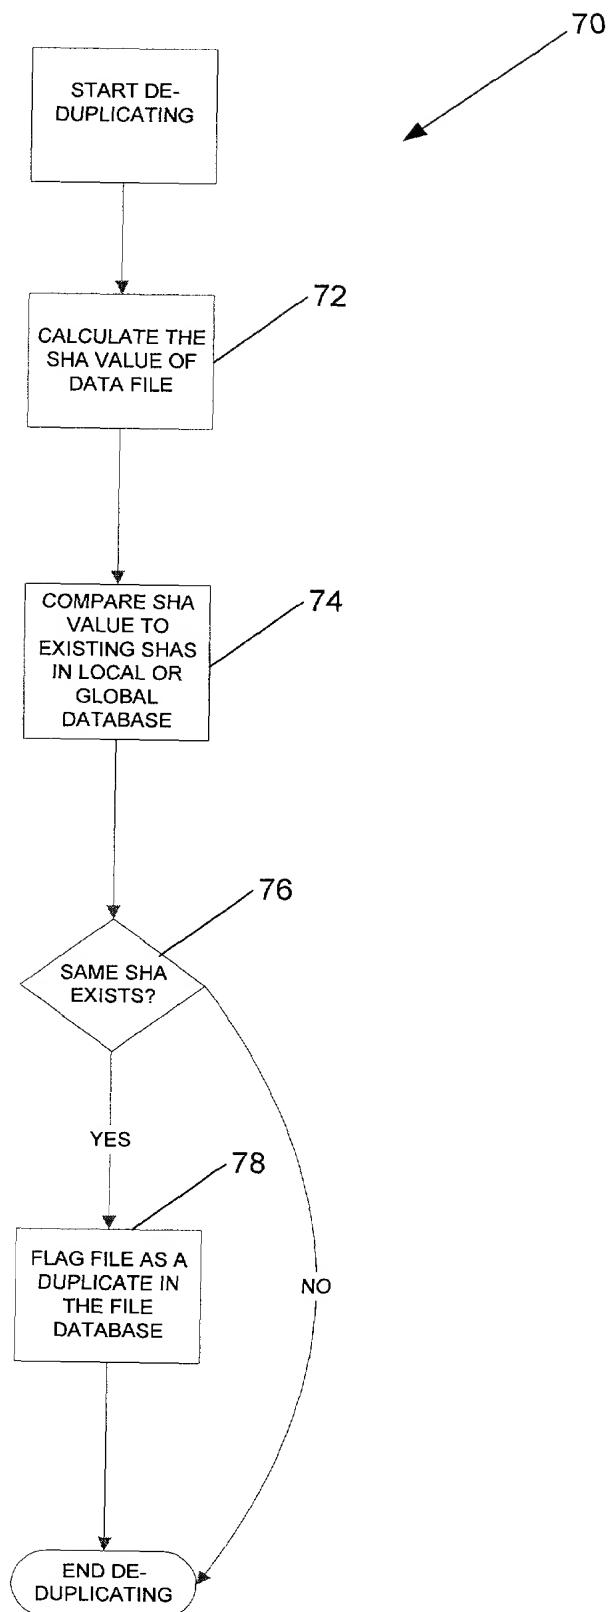 70
START DE-
DUPLICATING
72
CALCULATE THE
SHA VALUE OF
DATA FILE
74
COMPARE SHA
VALUE TO
EXISTING SHAS
IN LOCAL OR
GLOBAL
DATABASE
76
SAME SHA
EXISTS?
YES
78
FLAG FILE AS A
DUPLICATE IN
THE FILE
DATABASE
NO
END DE-
DUPLICATING